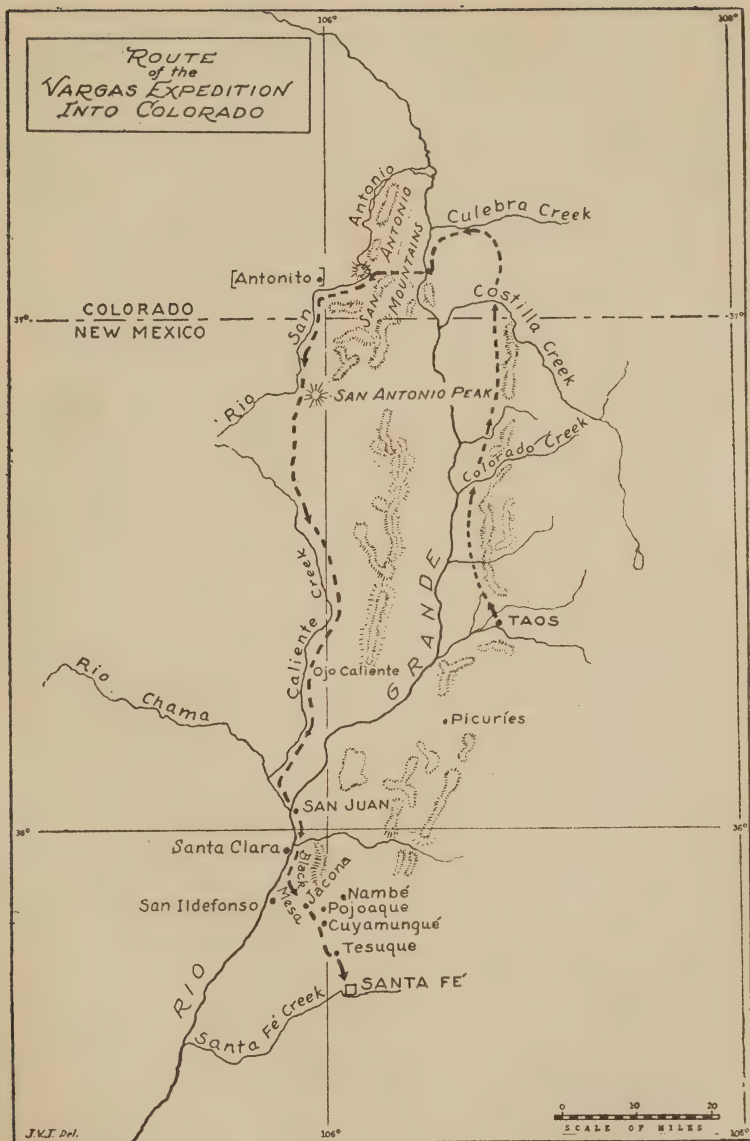 106°
108°
ROUTE
of the
VARGAS EXPEDITION
INTO COLORADO
Antonio
Culebra Creek
SAN ANTONIO
MOUNTAINS
[Antonito]
San
COLORADO
37°
37°
NEW MEXICO
Costilla Creek
Rio
SAN ANTONIO PEAK
Colorado Creek
Caliente Creek
GRANDE
TAOS
Ojo Caliente
Rio Chama
Picuríes
SAN JUAN
36°
Santa Clara
Black Mesa
Jacona
San Ildefonso
Nambé
Pojoaque
Cuyamungué
Tesuque
RIO
SANTA FÉ
Santa Fé Creek
0 10 20
SCALE OF MILES
J.V.J. Del.
106°